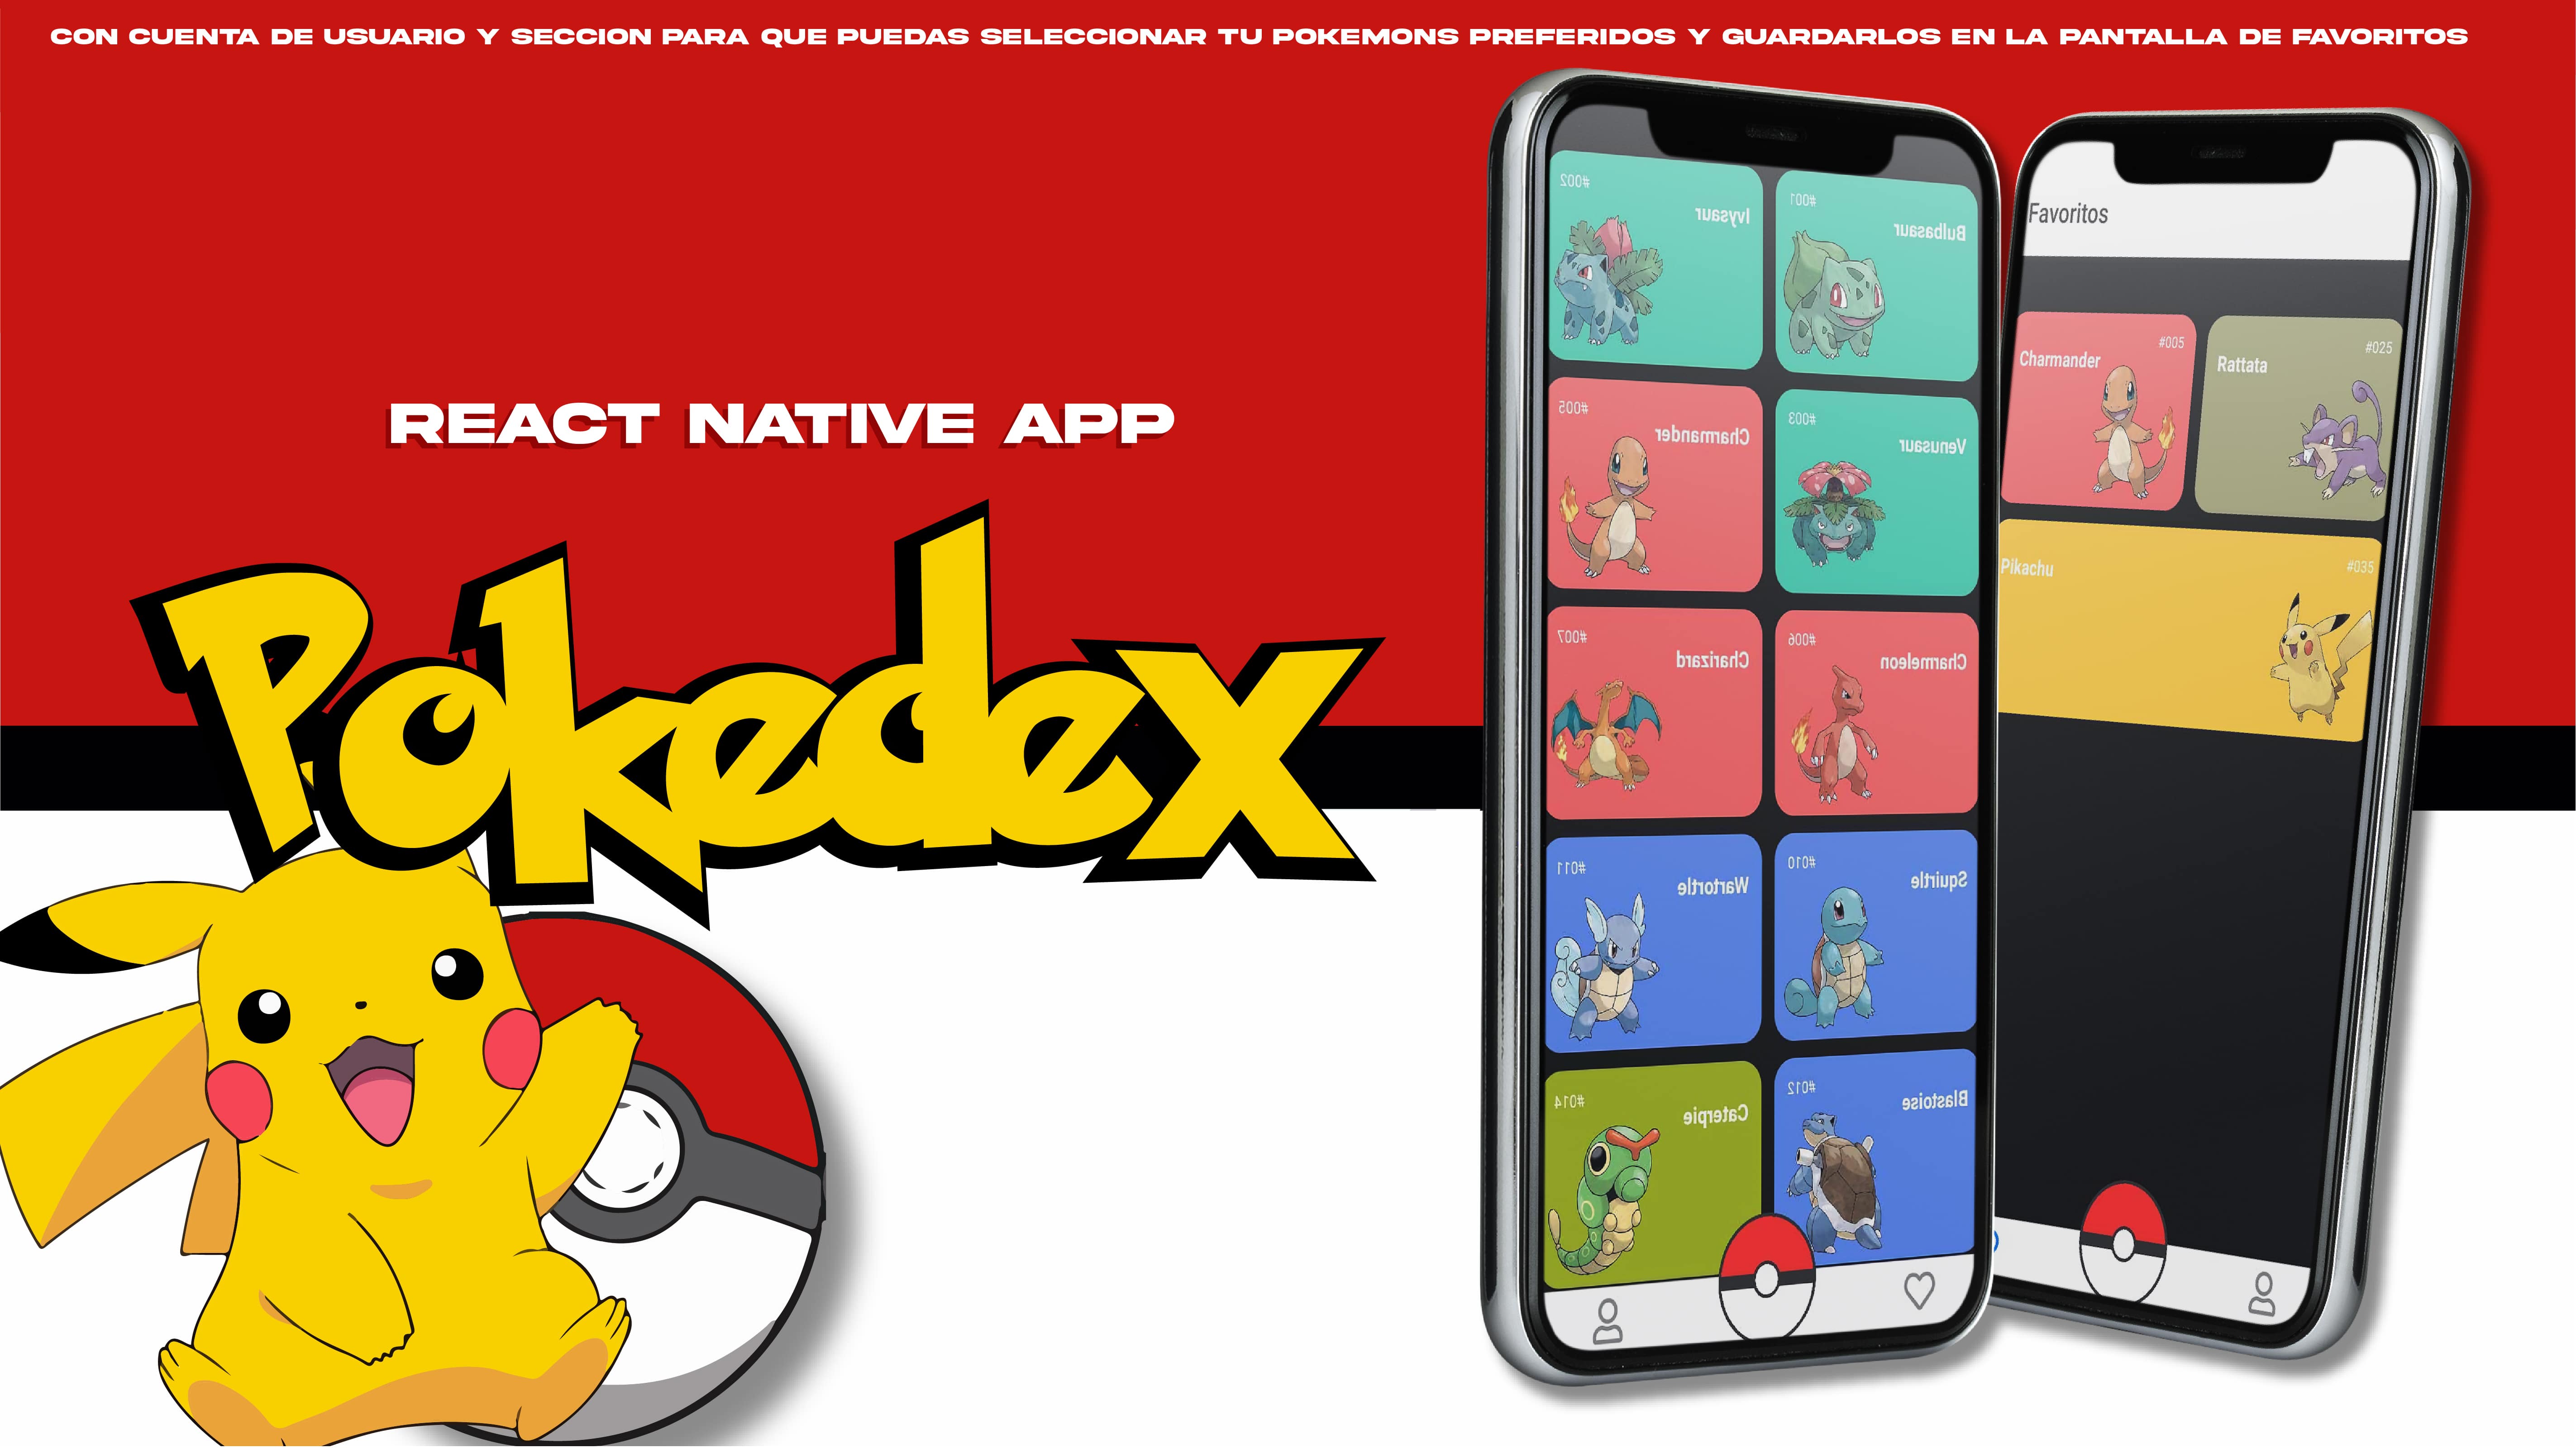 CON CUENTA DE USUARIO Y SECCION PARA QUE PUEDAS SELECCIONAR TU POKEMONS PREFERIDOS Y GUARDARLOS EN LA PANTALLA DE FAVORITOS
REACT NATIVE APP
Pokedex
#002
Ivysaur
#001
Bulbasaur
#005
Charmander
#003
Venusaur
#007
Charizard
#006
Charmeleon
#011
Wartortle
#010
Squirtle
#014
Caterpie
#012
Blastoise
Favoritos
#005
Charmander
#025
Rattata
Pikachu
#035